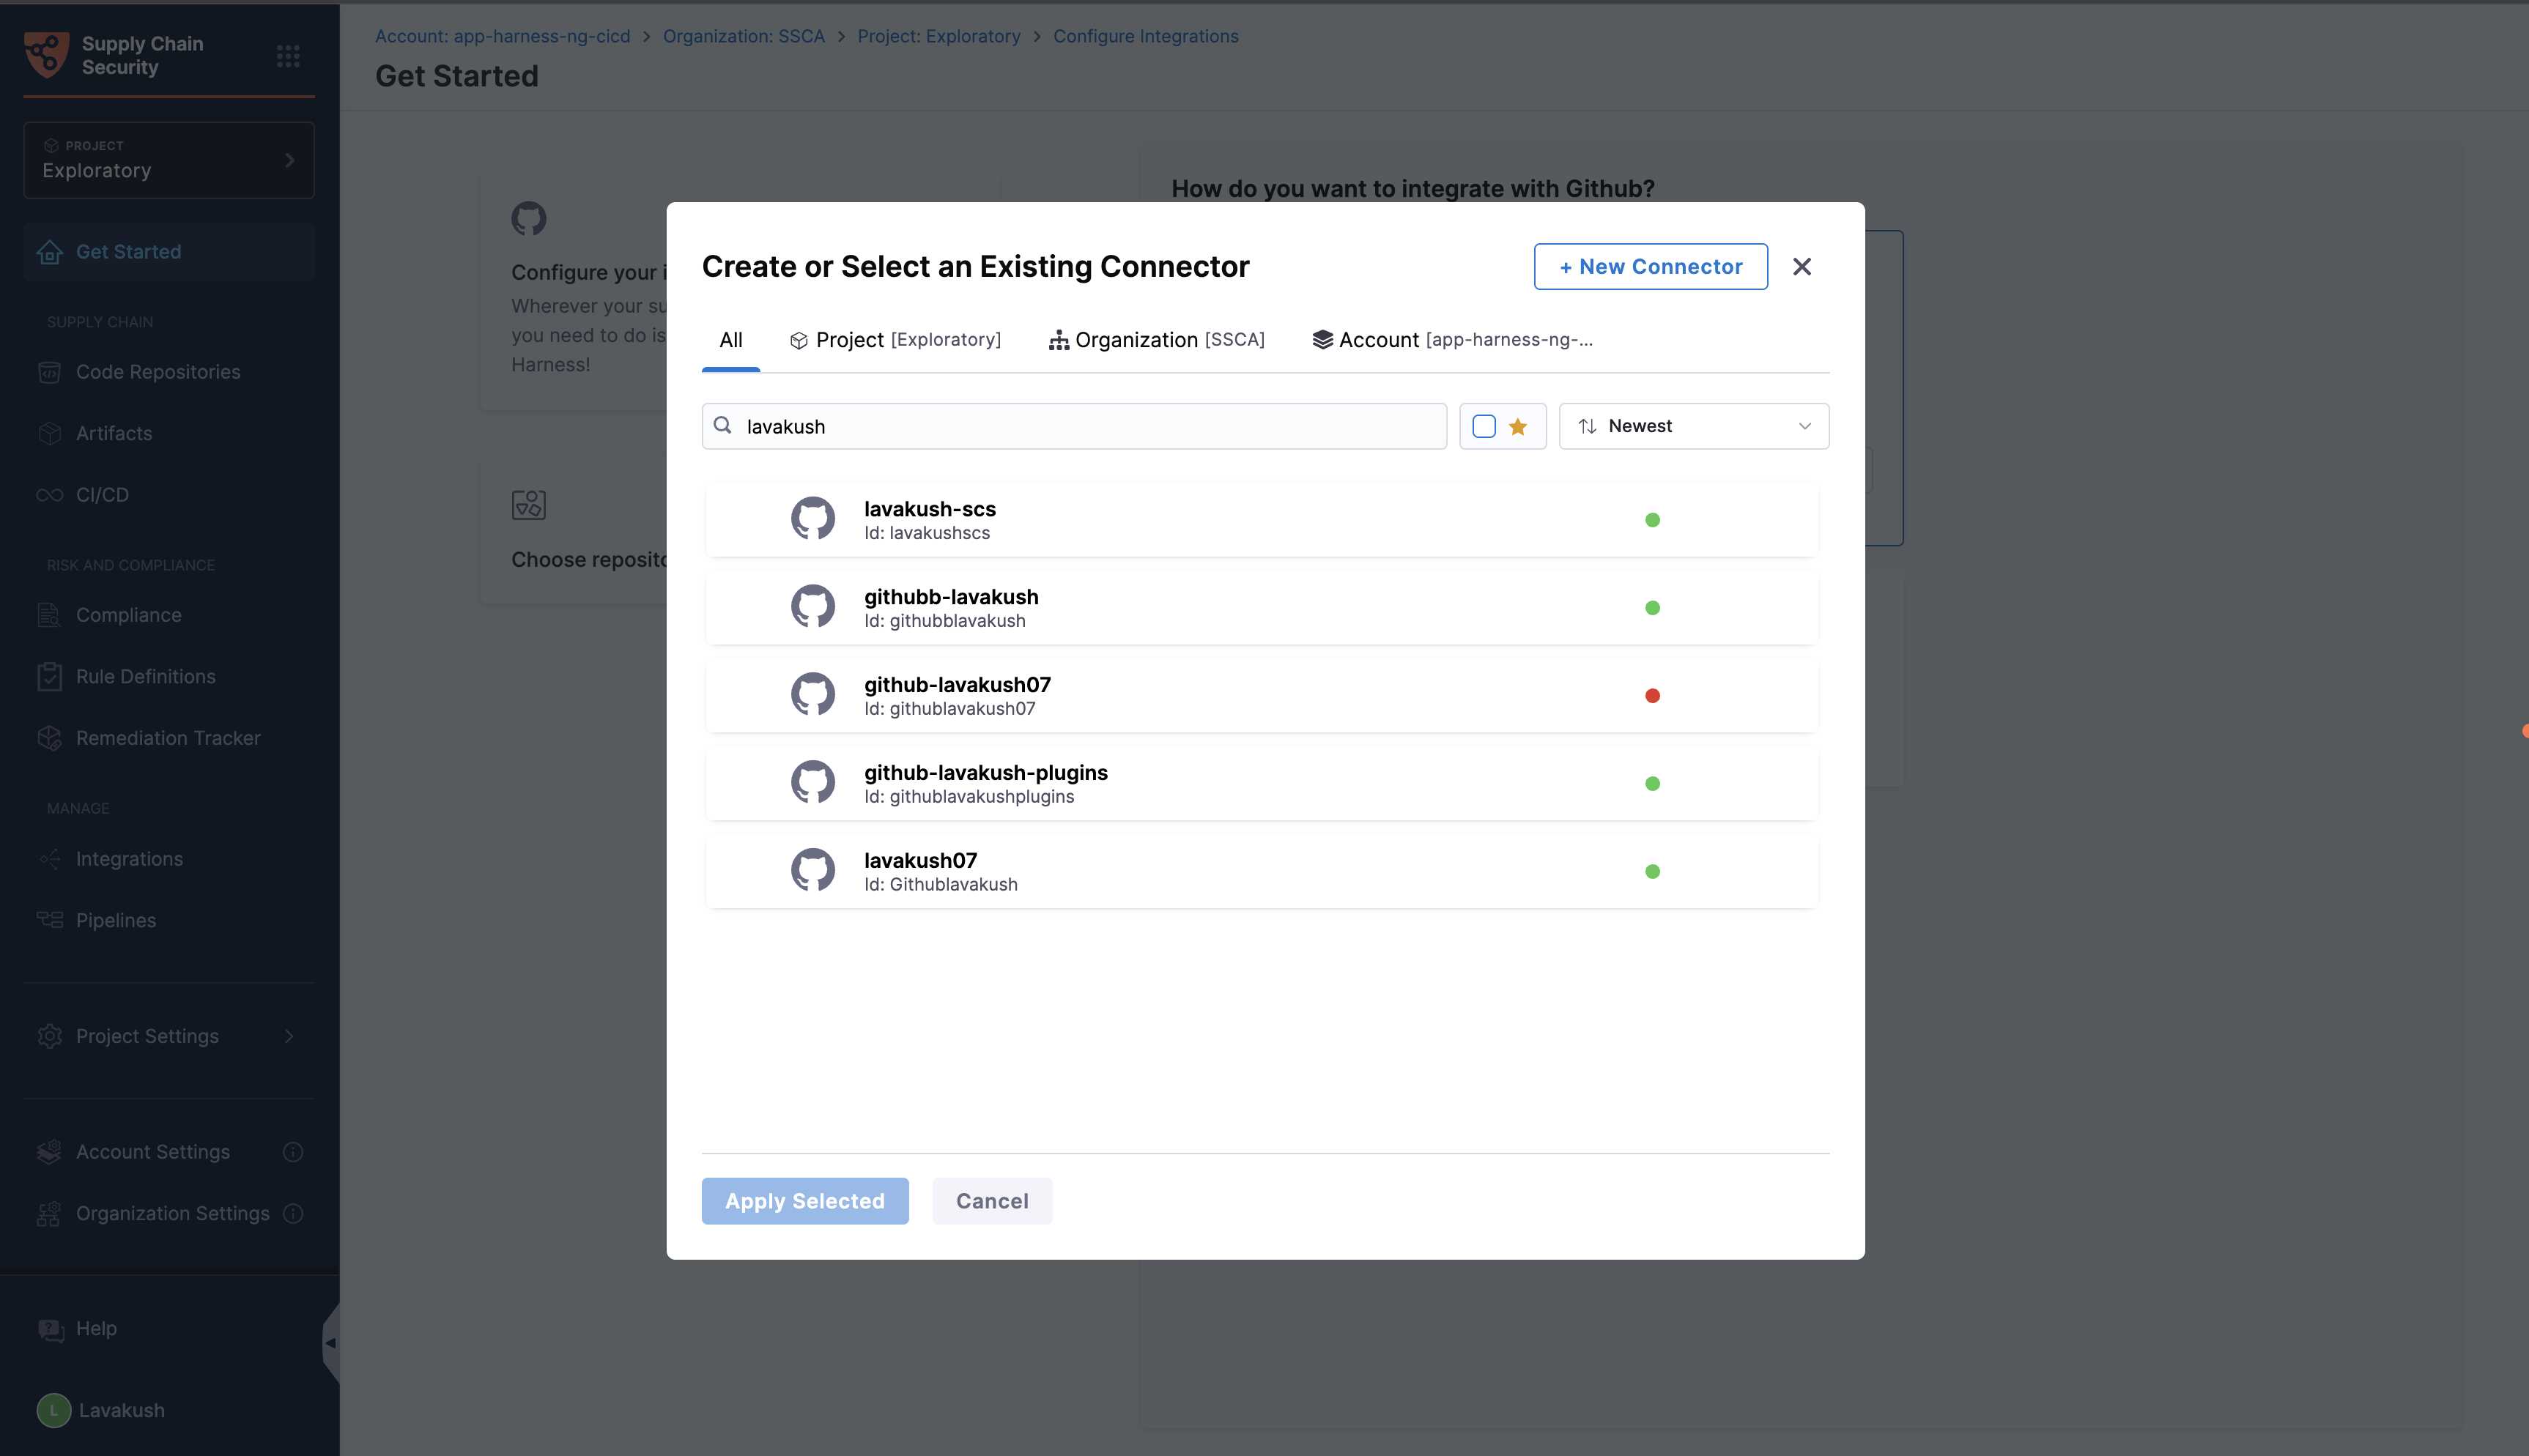 Supply Chain
Security
PROJECT
Exploratory
Get Started
SUPPLY CHAIN
Code Repositories
Artifacts
CI/CD
RISK AND COMPLIANCE
Compliance
Rule Definitions
Remediation Tracker
MANAGE
Integrations
Pipelines
Project Settings
Account Settings
Organization Settings
Help
L Lavakush
Account: app-harness-ng-cicd > Organization: SSCA > Project: Exploratory > Configure Integrations
Get Started
Configure your i
Wherever your su
you need to do is
Harness!
Choose reposito
How do you want to integrate with Github?
Create or Select an Existing Connector
+ New Connector
All Project [Exploratory] Organization [SSCA] Account [app-harness-ng-...
lavakush
Newest
lavakush-scs
Id: lavakushscs
githubb-lavakush
Id: githubblavakush
github-lavakush07
Id: githublavakush07
github-lavakush-plugins
Id: githublavakushplugins
lavakush07
Id: Githublavakush
Apply Selected Cancel